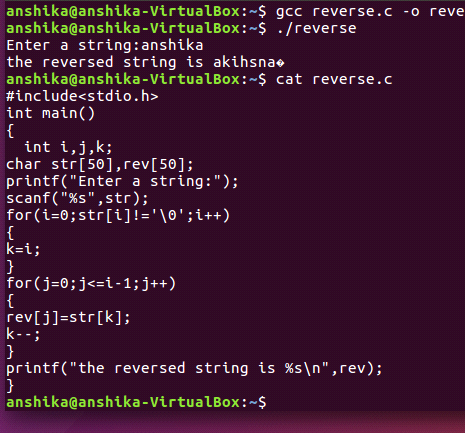 anshika@anshika-VirtualBox:~$ gcc reverse.c -o reve
anshika@anshika-VirtualBox:~$ ./reverse
Enter a string:anshika
the reversed string is akihsna�
anshika@anshika-VirtualBox:~$ cat reverse.c
#include<stdio.h>
int main()
{
  int i,j,k;
char str[50],rev[50];
printf("Enter a string:");
scanf("%s",str);
for(i=0;str[i]!='\0';i++)
{
k=i;
}
for(j=0;j<=i-1;j++)
{
rev[j]=str[k];
k--;
}
printf("the reversed string is %s\n",rev);
}
anshika@anshika-VirtualBox:~$